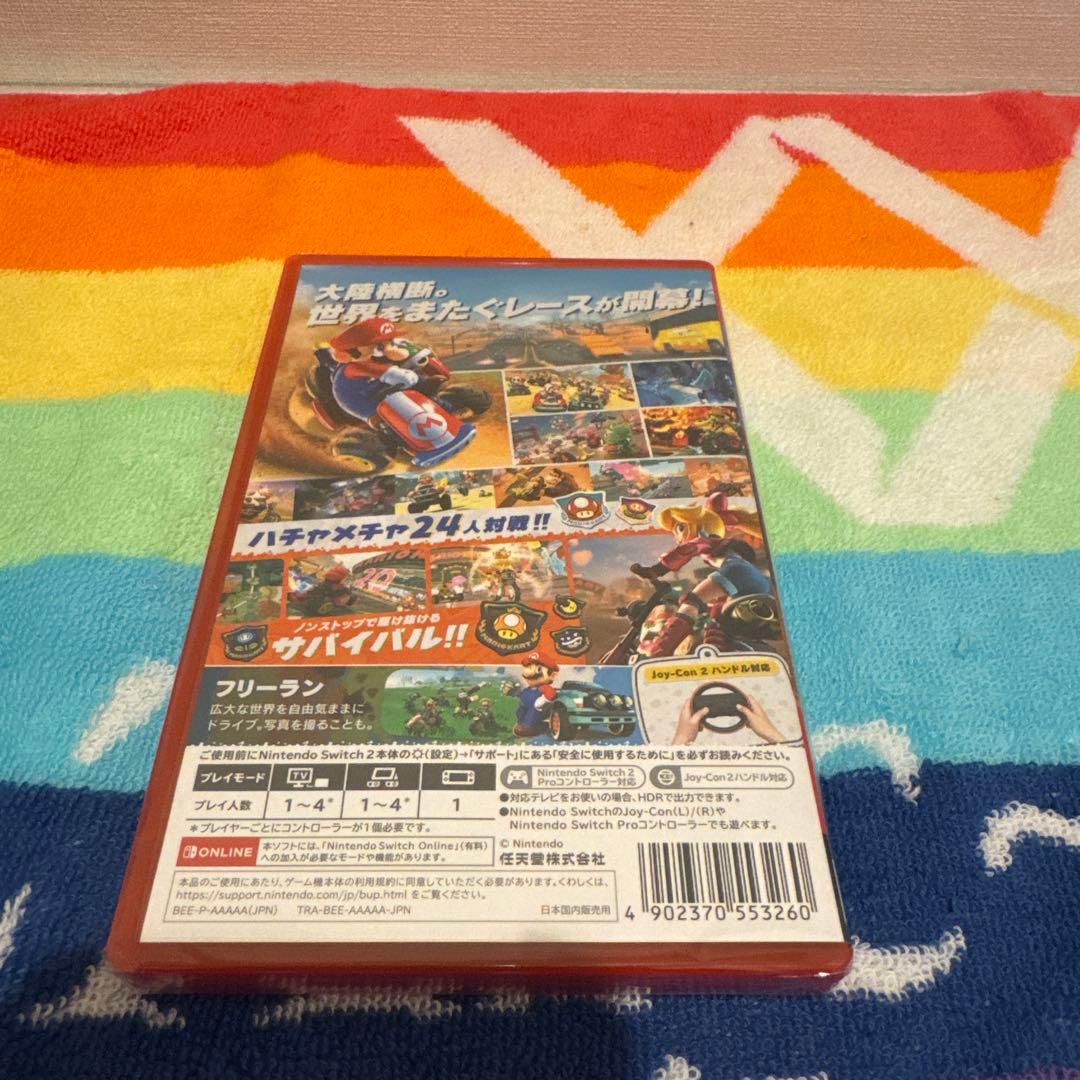 大陸横断。
世界をまたぐレースが開幕!
ハチャメチャ24人対戦!!
ノンストップで駆け抜ける
サバイバル!!
MARIO KART
Joy-Con 2 ハンドル対応
フリーラン
広大な世界を自由気ままに
ドライブ。写真を撮ることも。
ご使用前にNintendo Switch 2本体の(設定)→「サポート」にある「安全に使用するために」を必ずお読みください。
プレイモード TV
プレイ人数 1~4* 1~4* 1
*プレイヤーごとにコントローラーが1個必要です。
Nintendo Switch 2
Proコントローラー対応
Joy-Con 2ハンドル対応
●対応テレビをお使いの場合、HDRで出力できます。
●Nintendo SwitchのJoy-Con(L)/(R)や
Nintendo Switch Proコントローラーでも遊べます。
ONLINE
本ソフトには、「Nintendo Switch Online」(有料)
への加入が必要なモードや機能があります。
© Nintendo
任天堂株式会社
本品のご使用にあたり、ゲーム機本体の利用規約に同意していただく必要があります。くわしくは、
https://support.nintendo.com/jp/bup.html をご覧ください。
BEE-P-AAAAA(JPN) TRA-BEE-AAAAA-JPN 日本国内販売用
4 902370 553260